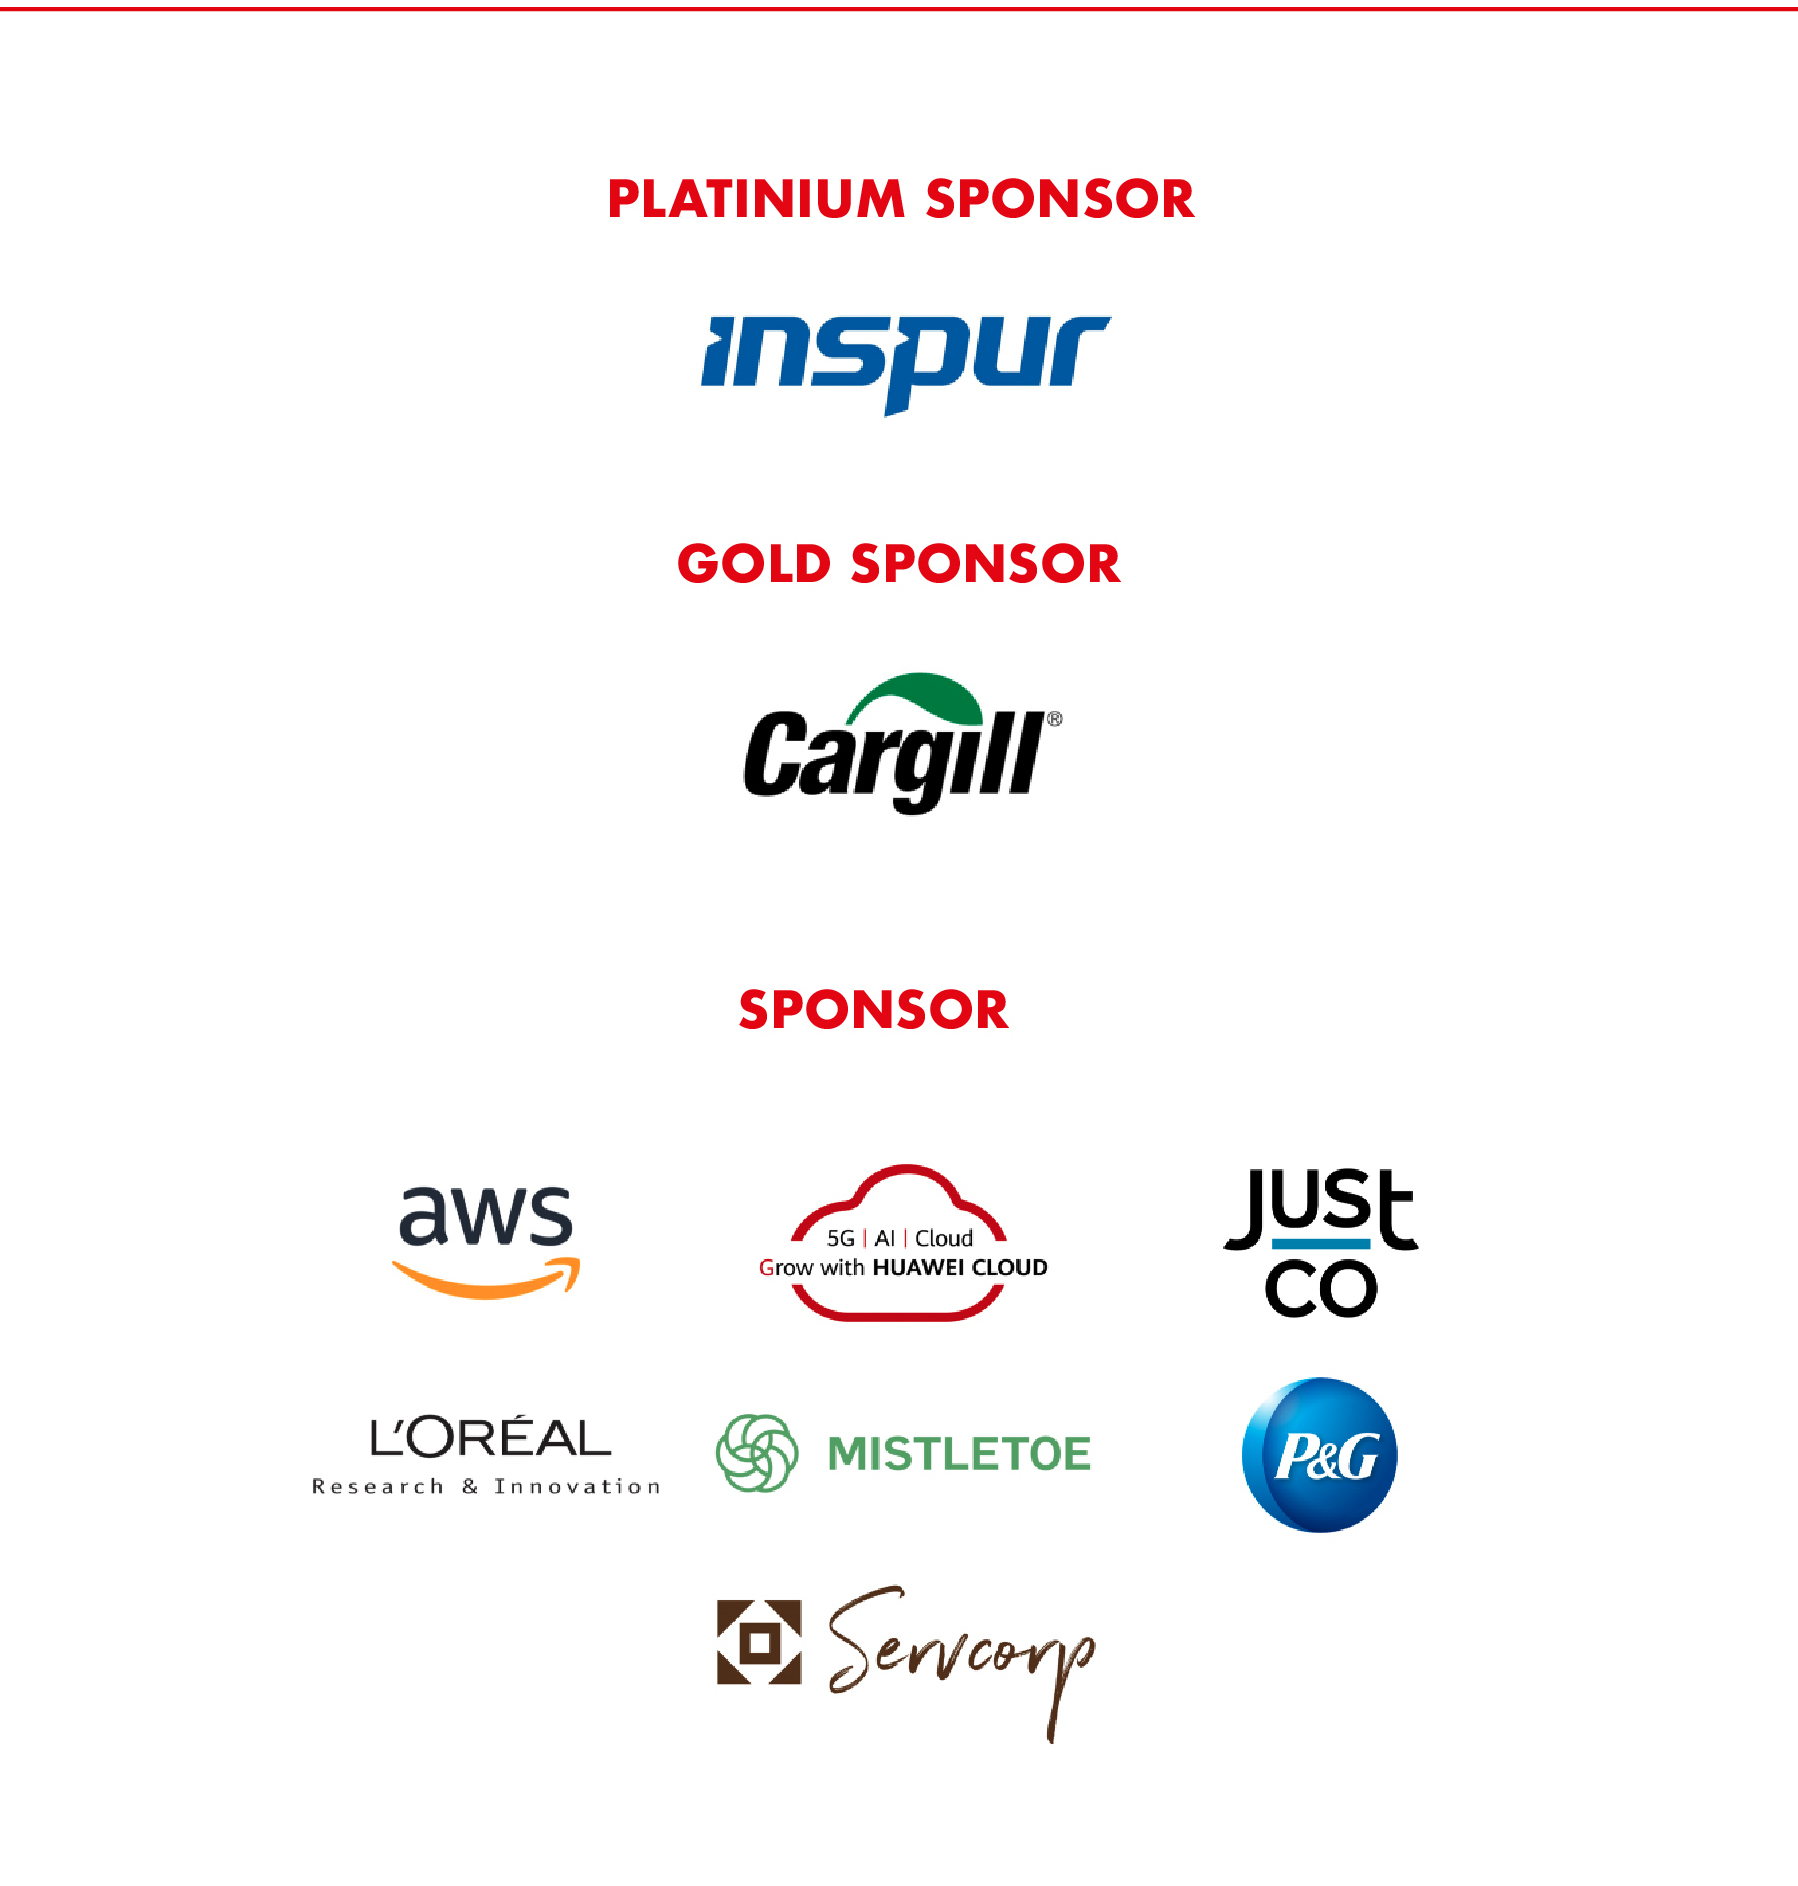 PLATINIUM SPONSOR
inspur
GOLD SPONSOR
Cargill®
SPONSOR
aws
5G | AI | Cloud
Grow with HUAWEI CLOUD
JUST
CO
L'ORÉAL
Research & Innovation
MISTLETOE
P&G
Servcorp